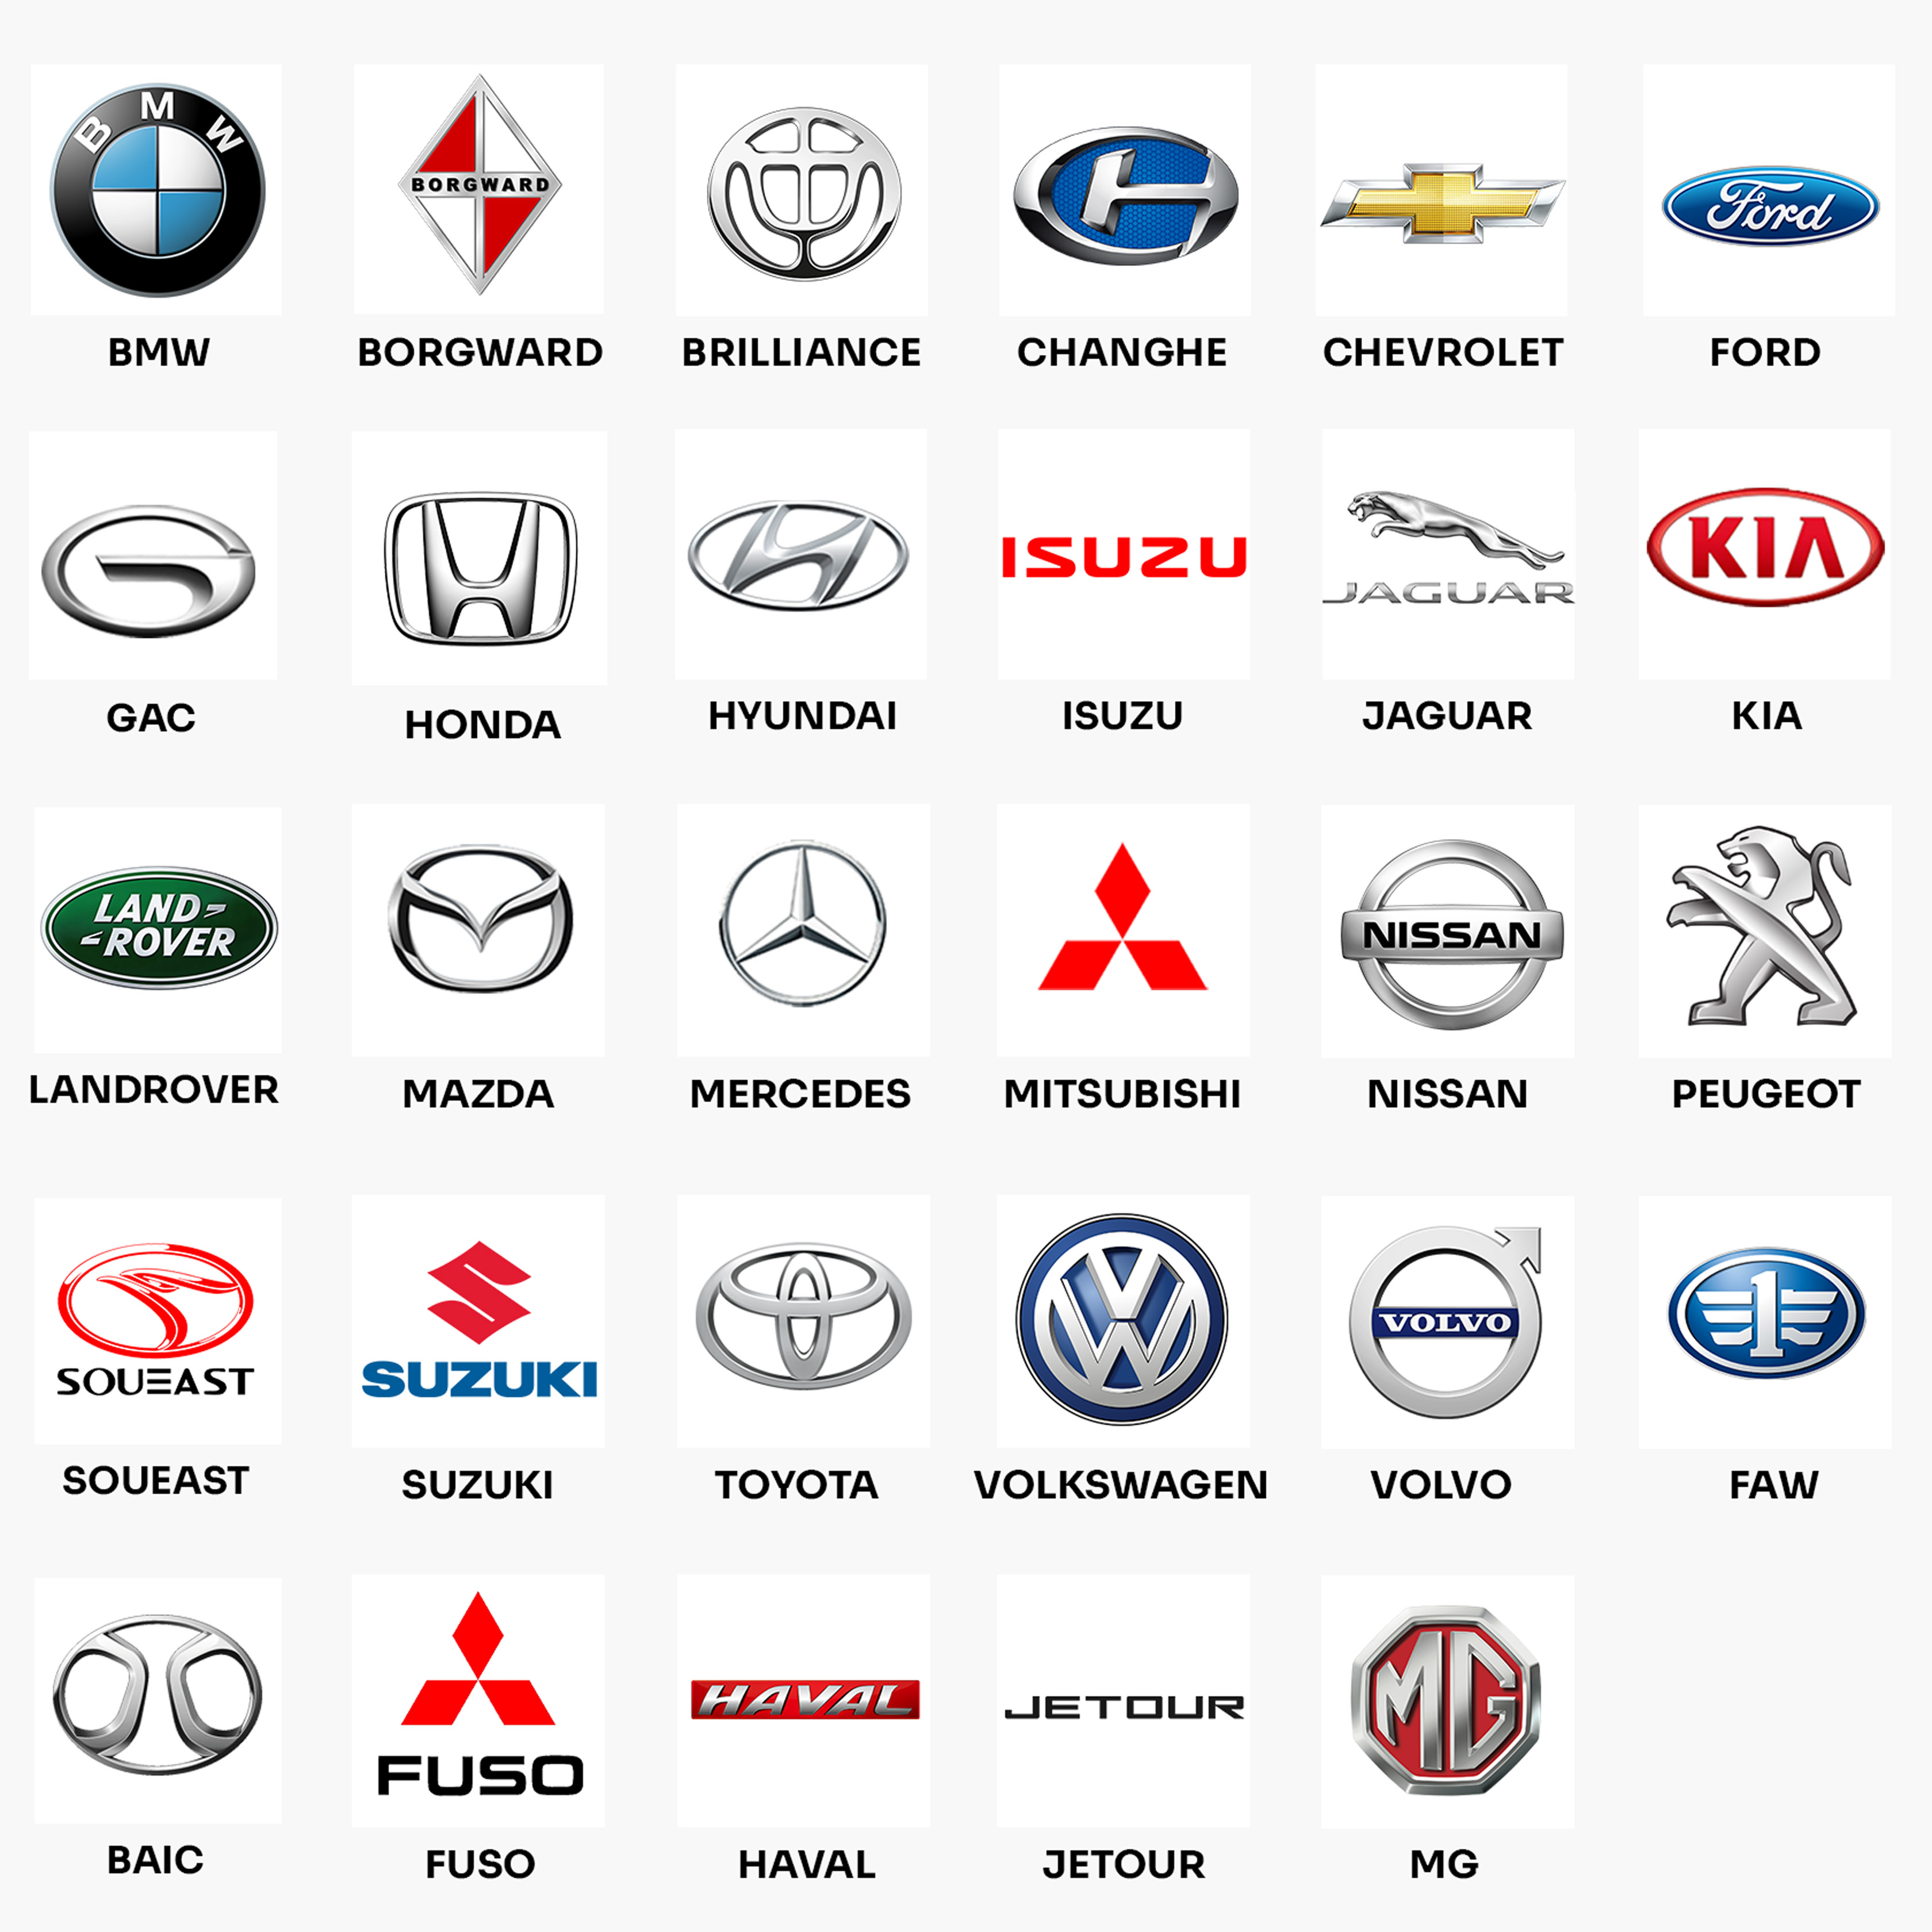 B M W
BORGWARD
BMW
BORGWARD
BRILLIANCE
CHANGHE
CHEVROLET
Ford
FORD
ISUZU
JAGUAR
KIA
GAC
HONDA
HYUNDAI
ISUZU
JAGUAR
KIA
LAND
ROVER
NISSAN
LANDROVER
MAZDA
MERCEDES
MITSUBISHI
NISSAN
PEUGEOT
SOUEAST
SUZUKI
VW
VOLVO
1
SOUEAST
SUZUKI
TOYOTA
VOLKSWAGEN
VOLVO
FAW
FUSO
HAVAL
JETOUR
MG
BAIC
FUSO
HAVAL
JETOUR
MG